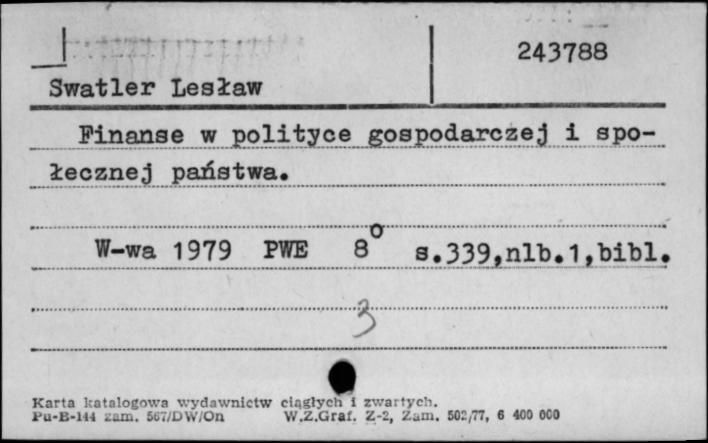 243788
Swatler Lesław
Finanse w polityce gospodarczej i spo-
łecznej państwa.
W-wa 1979 PWE 8° s.339,nlb.1,bibl.
3
Karta katalogowa wydawnictw ciągłych i zwartych.
Pu-B-144 zam. 567/DW/On W.Z.Graf. Z-2, Zam. 502/77, 6 400 000